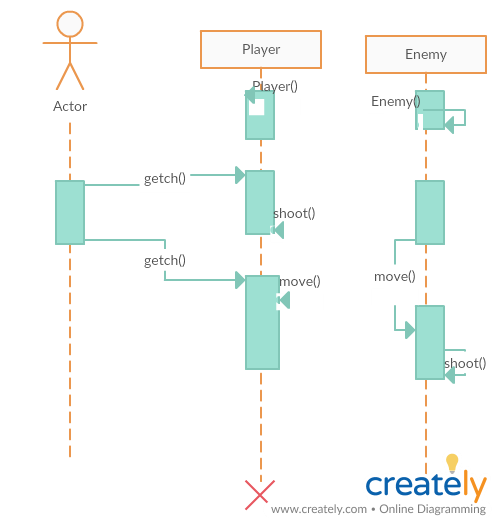 Player
Enemy
Player()
Enemy()
Actor
getch()
shoot()
getch()
move()
move()
shoot()
creately
www.creately.com • Online Diagramming